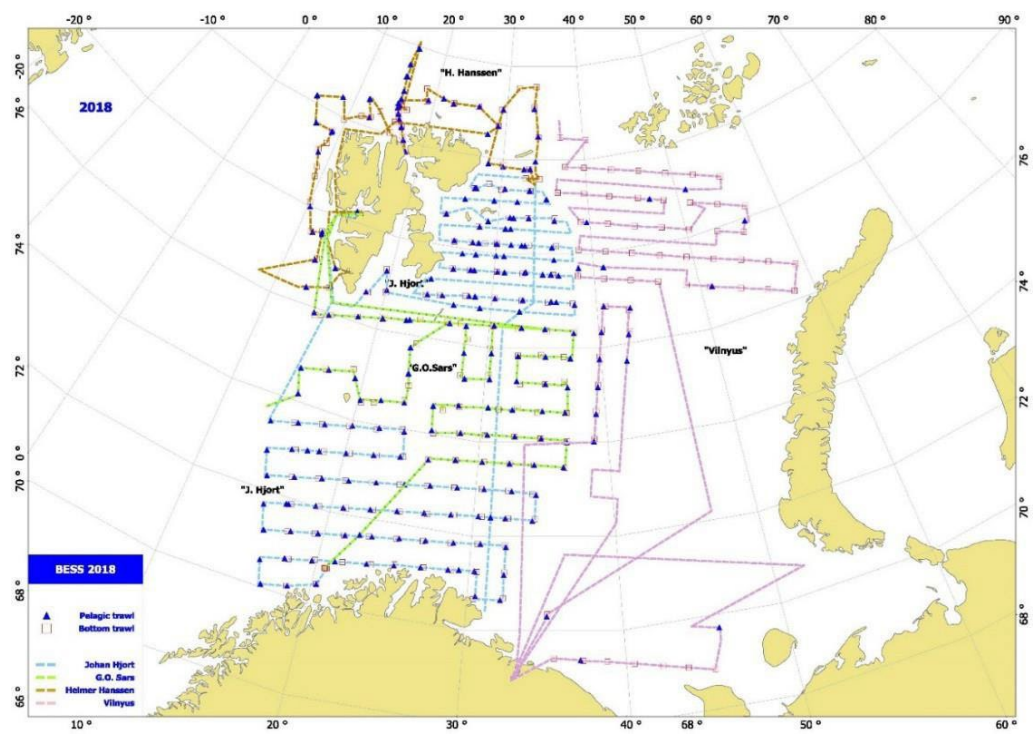 -20 ° -10 ° 0 ° 10 ° 20 ° 30 ° 40 ° 50 ° 60 ° 70 ° 80 ° 90 °
-20 °
"H. Hanssen"
2018
76 °
76 °
74 °
74 °
"J. Hjort"
72 °
"Vilnyus"
72 °
"G.O.Sars"
0 °
70 °
"J. Hjort"
70 °
BESS 2018
68 °
68 °
Pelagic trawl
Bottom trawl
Johan Hjort
G.O. Sars
Helmer Hanssen
Vilnyus
66 °
66 °
10 ° 20 ° 30 ° 40 ° 68 ° 50 ° 60 °